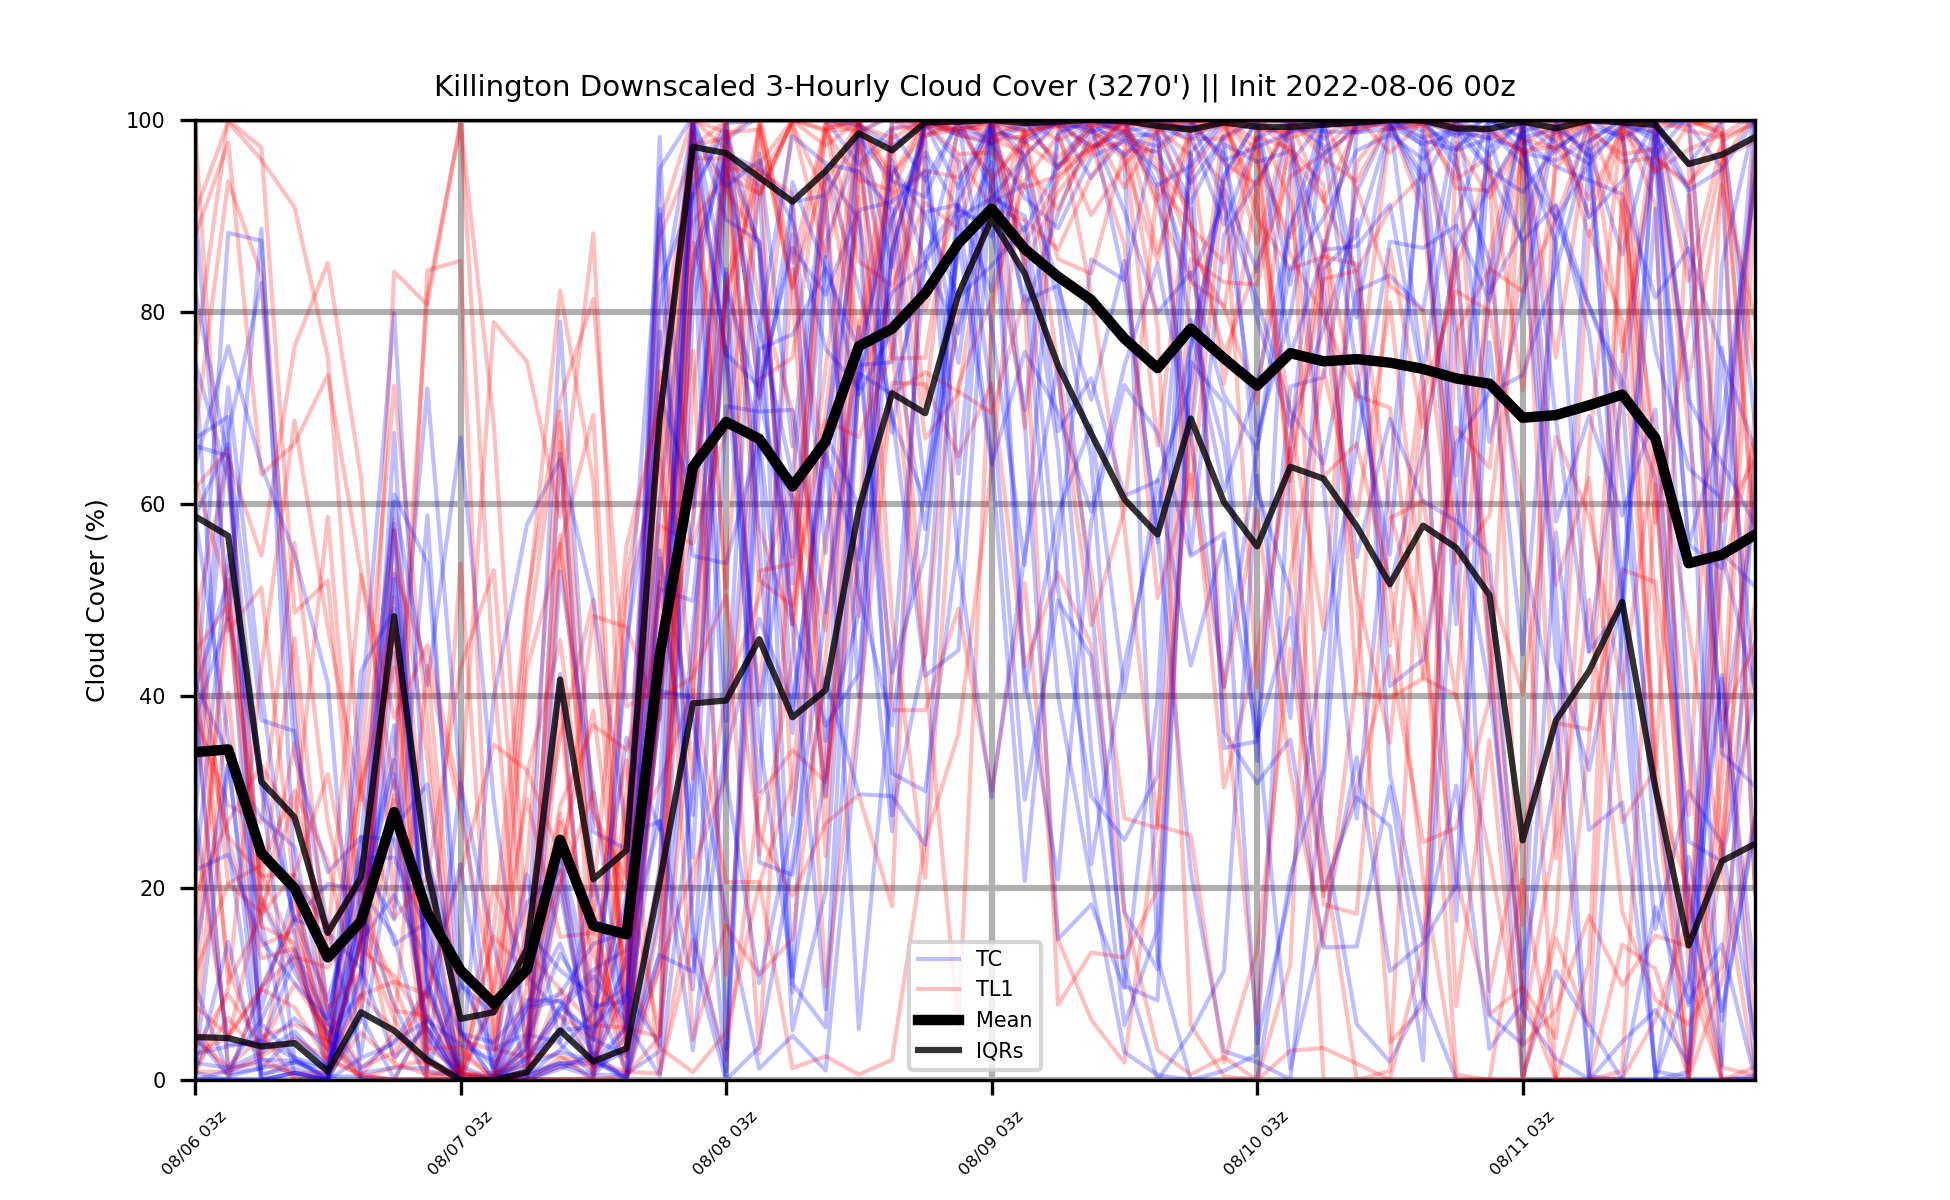 Killington Downscaled 3-Hourly Cloud Cover (3270') || Init 2022-08-06 00z
Cloud Cover (%)
100
80
60
40
20
0
TC
TL1
Mean
IQRs
08/06 03z
08/07 03z
08/08 03z
08/09 03z
08/10 03z
08/11 03z